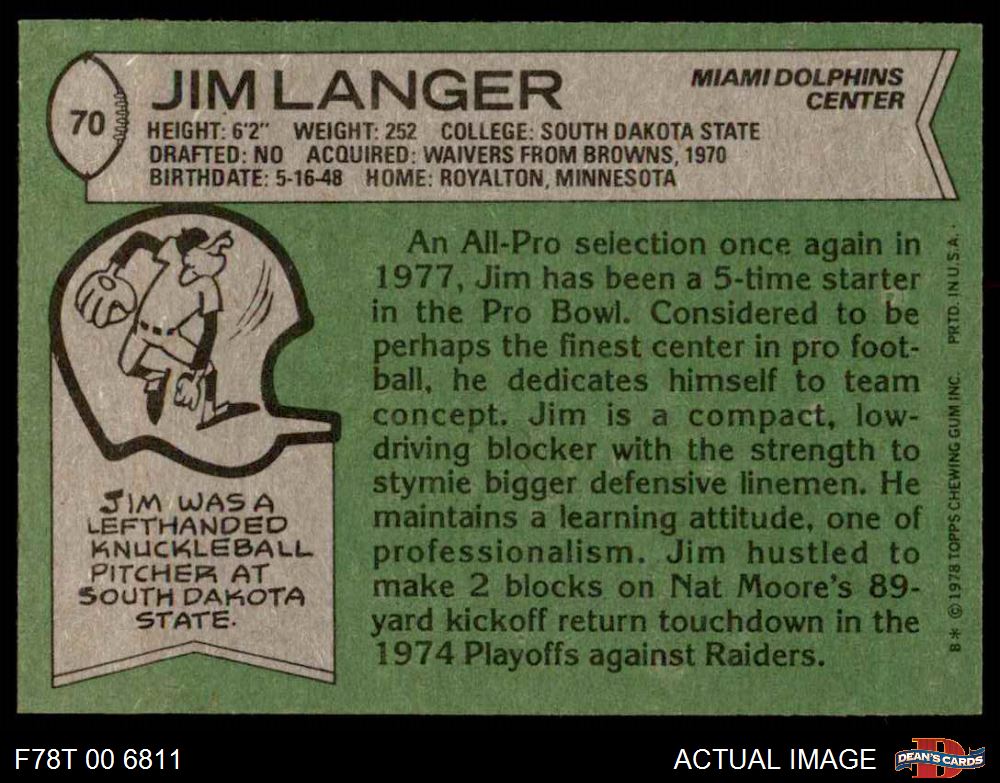 70
JIM LANGER
MIAMI DOLPHINS
CENTER
HEIGHT: 6'2" WEIGHT: 252 COLLEGE: SOUTH DAKOTA STATE
DRAFTED: NO ACQUIRED: WAIVERS FROM BROWNS, 1970
BIRTHDATE: 5-16-48 HOME: ROYALTON, MINNESOTA
JIM WAS A
LEFTHANDED
KNUCKLEBALL
PITCHER AT
SOUTH DAKOTA
STATE.
An All-Pro selection once again in
1977, Jim has been a 5-time starter
in the Pro Bowl. Considered to be
perhaps the finest center in pro foot-
ball, he dedicates himself to team
concept. Jim is a compact, low-
driving blocker with the strength to
stymie bigger defensive linemen. He
maintains a learning attitude, one of
professionalism. Jim hustled to
make 2 blocks on Nat Moore's 89-
yard kickoff return touchdown in the
1974 Playoffs against Raiders.
B* © 1978 TOPPS CHEWING GUM INC. PRTD. IN U.S.A.
F78T 00 6811
ACTUAL IMAGE
D
DEAN'S CARDS